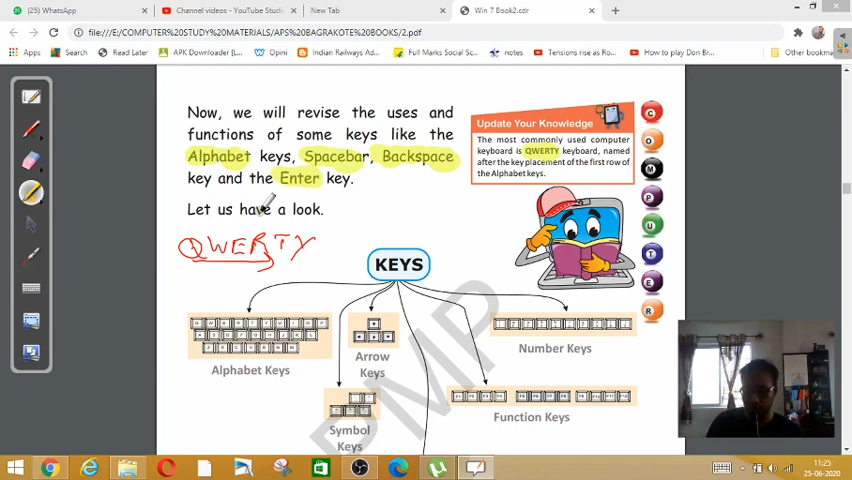 (25) WhatsApp
Channel videos - YouTube Studi
New Tab
Win 7 Book2.cdr
file:///E:/COMPUTER%20STUDY%20MATERIALS/APS%20BAGRAKOTE%20BOOKS/2.pdf
Apps
Search
Read Later
APK Downloader [L
Opini
Indian Railways Ad
Full Marks Social Sc..
Tensions rise as Ro...
How to play Don Br
Other bookmark
Now, we will revise the uses and
functions of some keys like the
Alphabet keys, Spacebar, Backspace
key and the Enter key.
Let us have a look.
QWERTY
Update Your Knowledge
The most commonly used computer
keyboard is QWERTY keyboard, named
after the key placement of the first row of
the Alphabet keys.
C
O
M
P
U
T
E
R
KEYS
Alphabet Keys
Arrow
Keys
Number Keys
Symbol
Keys
Function Keys
PMP
11:25
25-06-2020